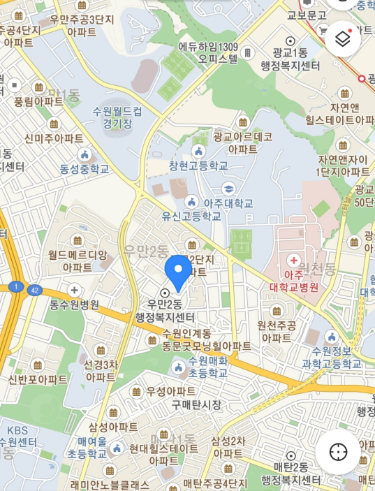 우만주공3단지
아파트
주공4단지
아파트
교보문고
에듀하임1309
오피스텔
광교1동
행정복지센터
풍림아파트
수원월드컵
경기장
자연앤
힐스테이트아파
신미주아파트
광교아르데코
아파트
동성중학교
창현고등학교
자연앤자이
1단지아파트
아주대학교
유신고등학교
광교
50단
우만2동
월드메르디앙
아파트
2단지
아파트
아주
대학교병원
1
42
동수원병원
우만2동
행정복지센터
원천주공
아파트
수원인계동
동문굿모닝힐아파트
수원정보
과학고등학교
선경3차
아파트
수원매화
초등학교
신반포아파트
우성아파트
구매탄시장
KBS
수원센터
삼성아파트
매여울
초등학교
현대힐스테이트
아파트
삼성2차
아파트
매탄2동
행정복지센터
래미안노블클래스
매탄주공4단지